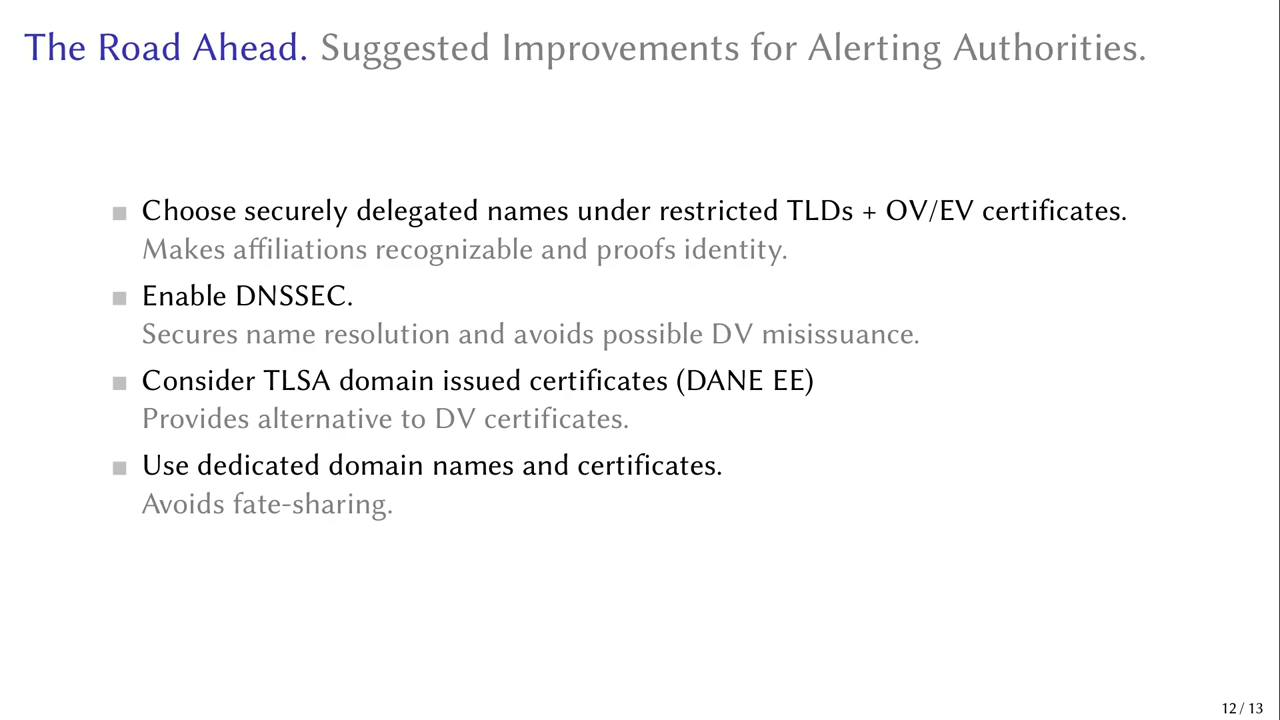 The Road Ahead. Suggested Improvements for Alerting Authorities.
Choose securely delegated names under restricted TLDs + OV/EV certificates.
Makes affiliations recognizable and proofs identity.
Enable DNSSEC.
Secures name resolution and avoids possible DV misissuance.
Consider TLSA domain issued certificates (DANE EE)
Provides alternative to DV certificates.
Use dedicated domain names and certificates.
Avoids fate-sharing.
12 / 13